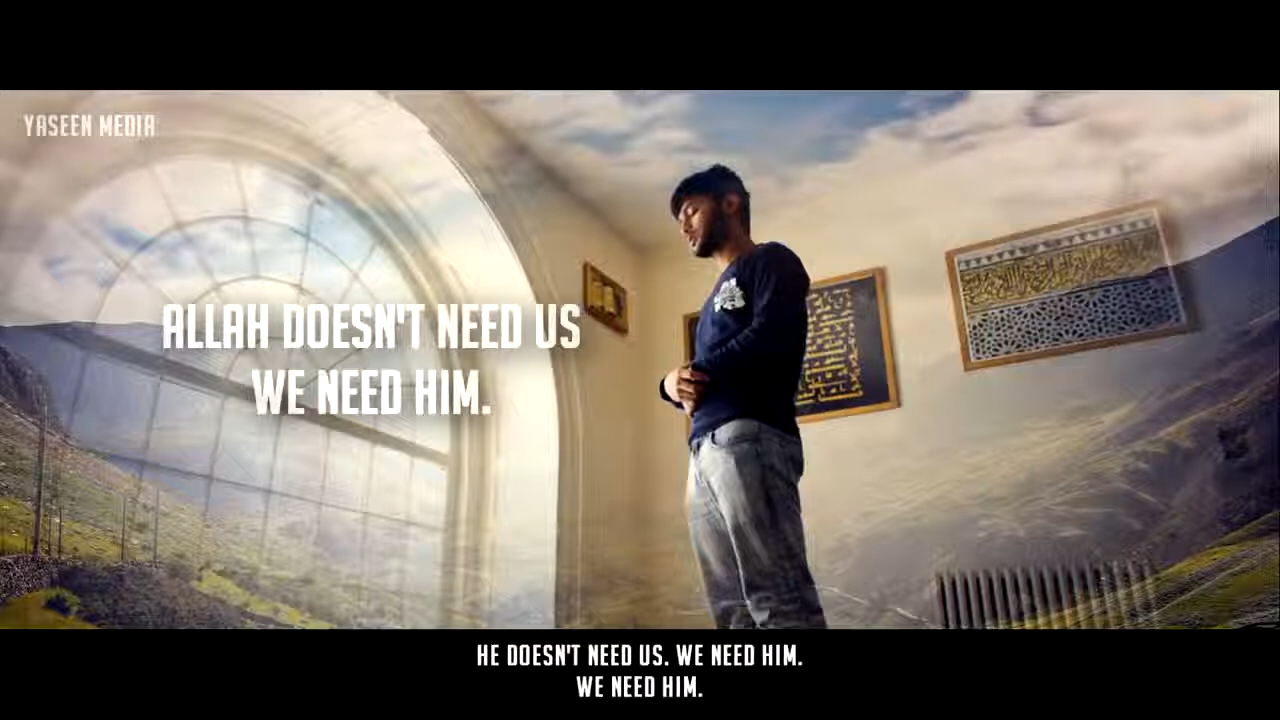 YASEEN MEDIA
ALLAH DOESN'T NEED US
WE NEED HIM.
HE DOESN'T NEED US. WE NEED HIM.
WE NEED HIM.